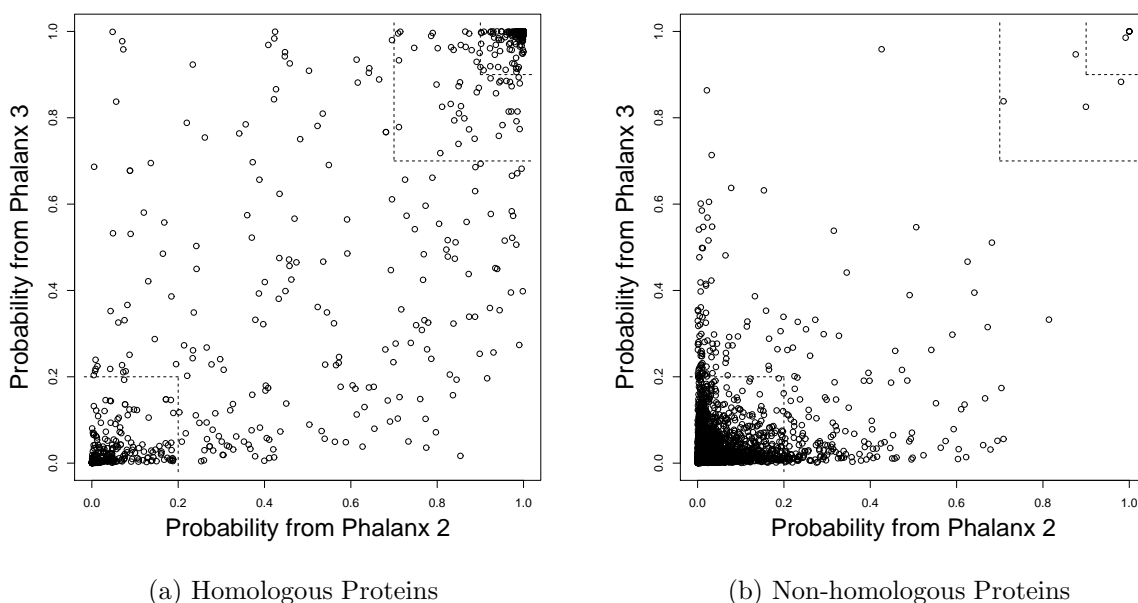 Probability from Phalanx 3
1.0
0.8
0.6
0.4
0.2
0.0
0.0 0.2 0.4 0.6 0.8 1.0
Probability from Phalanx 2
(a) Homologous Proteins
Probability from Phalanx 3
1.0
0.8
0.6
0.4
0.2
0.0
0.0 0.2 0.4 0.6 0.8 1.0
Probability from Phalanx 2
(b) Non-homologous Proteins